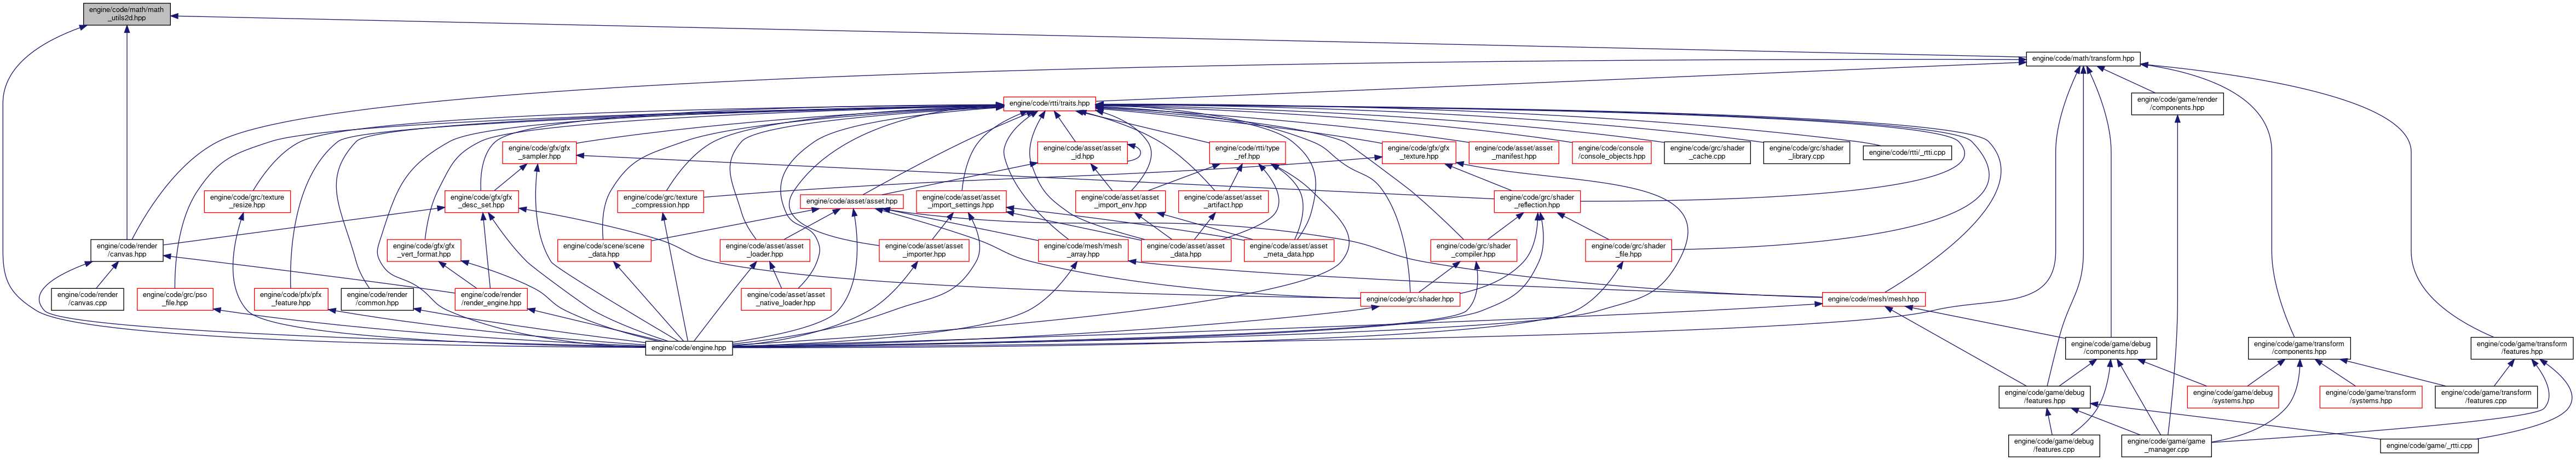 engine/code/math/math
_utils2d.hpp
engine/code/math/transform.hpp
engine/code/rtti/traits.hpp
engine/code/game/render
/components.hpp
engine/code/gfx/gfx
_sampler.hpp
engine/code/asset/asset
_id.hpp
engine/code/rtti/type
_ref.hpp
engine/code/gfx/gfx
_texture.hpp
engine/code/asset/asset
_manifest.hpp
engine/code/console
/console_objects.hpp
engine/code/grc/shader
_cache.cpp
engine/code/grc/shader
_library.cpp
engine/code/rtti/_rtti.cpp
engine/code/grc/texture
_resize.hpp
engine/code/gfx/gfx
_desc_set.hpp
engine/code/grc/texture
_compression.hpp
engine/code/asset/asset.hpp
engine/code/asset/asset
_import_settings.hpp
engine/code/asset/asset
_import_env.hpp
engine/code/asset/asset
_artifact.hpp
engine/code/grc/shader
_reflection.hpp
engine/code/render
/canvas.hpp
engine/code/gfx/gfx
_vert_format.hpp
engine/code/scene/scene
_data.hpp
engine/code/asset/asset
_loader.hpp
engine/code/asset/asset
_importer.hpp
engine/code/mesh/mesh
_array.hpp
engine/code/asset/asset
_data.hpp
engine/code/asset/asset
_meta_data.hpp
engine/code/grc/shader
_compiler.hpp
engine/code/grc/shader
_file.hpp
engine/code/render
/canvas.cpp
engine/code/grc/pso
_file.hpp
engine/code/pfx/pfx
_feature.hpp
engine/code/render
/common.hpp
engine/code/render
/render_engine.hpp
engine/code/asset/asset
_native_loader.hpp
engine/code/grc/shader.hpp
engine/code/mesh/mesh.hpp
engine/code/engine.hpp
engine/code/game/debug
/components.hpp
engine/code/game/transform
/components.hpp
engine/code/game/transform
/features.hpp
engine/code/game/debug
/features.hpp
engine/code/game/debug
/systems.hpp
engine/code/game/transform
/systems.hpp
engine/code/game/transform
/features.cpp
engine/code/game/debug
/features.cpp
engine/code/game/game
_manager.cpp
engine/code/game/_rtti.cpp